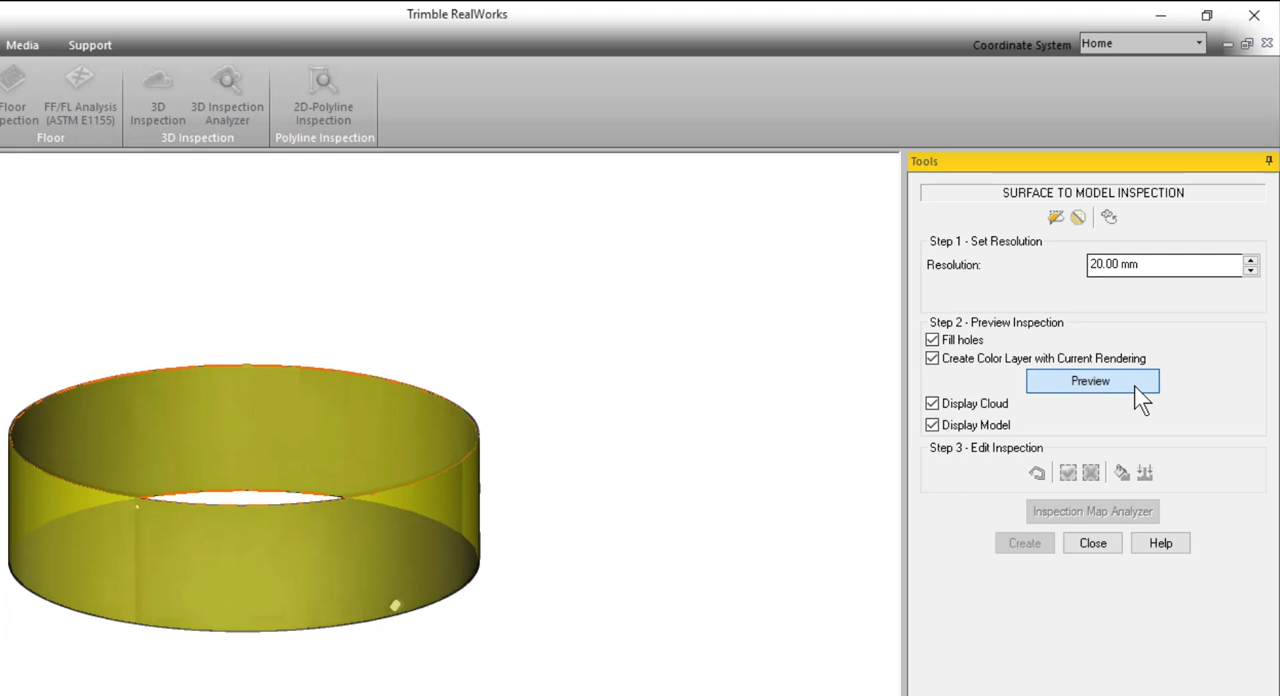 Trimble RealWorks
Media Support
Coordinate System Home
Floor FF/FL Analysis 3D 3D Inspection 2D-Polyline
pection (ASTM E1155) Inspection Analyzer Inspection
Floor 3D Inspection Polyline Inspection
Tools
SURFACE TO MODEL INSPECTION
Step 1 - Set Resolution
Resolution: 20.00 mm
Step 2 - Preview Inspection
Fill holes
Create Color Layer with Current Rendering
Preview
Display Cloud
Display Model
Step 3 - Edit Inspection
Inspection Map Analyzer
Create Close Help